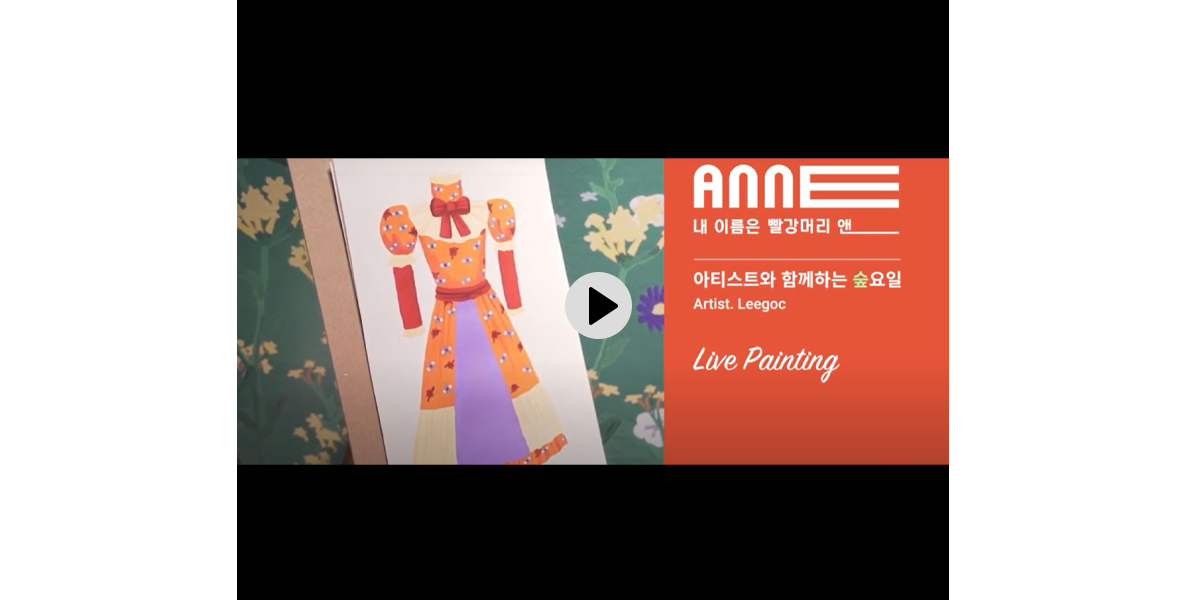 ANNE
내 이름은 빨강머리 앤
아티스트와 함께하는 숲요일
Artist. Leegoc
Live Painting